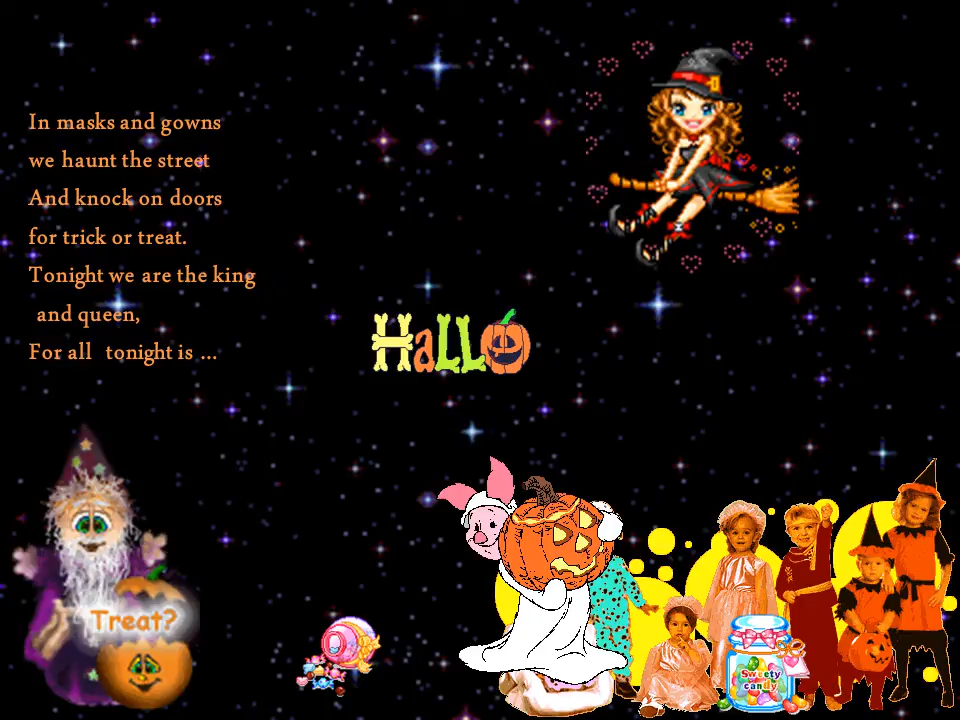 In masks and gowns
we haunt the street
And knock on doors
for trick or treat.
Tonight we are the king
and queen,
For all tonight is ...
HaLLO
Treat?
Sweety
candy